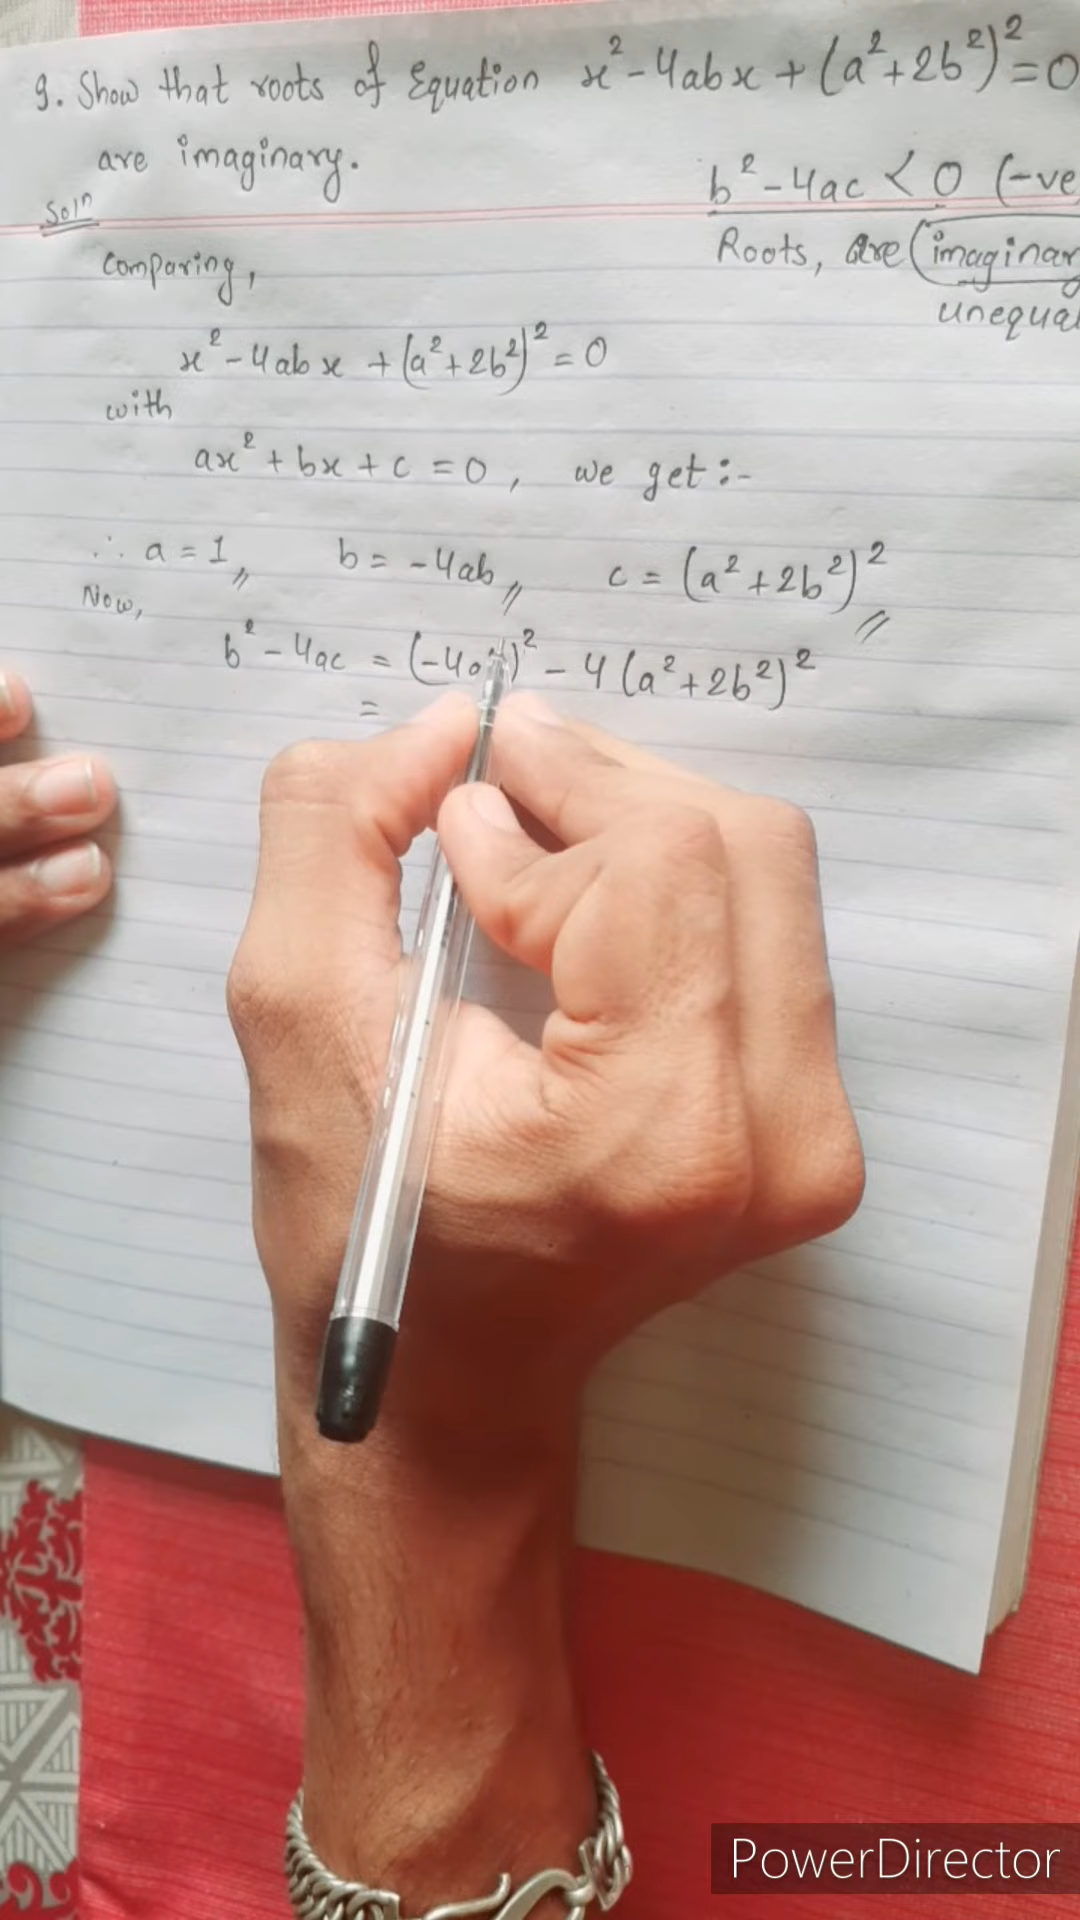 9. Show that roots of Equation x² - 4abx + (a² + 2b²)² = 0
are imaginary.
b² - 4ac < 0 (-ve
Soln
Roots, are (imaginar
unequal
Comparing,
x² - 4abx + (a² + 2b²)² = 0
with
ax² + bx + c = 0, we get :-
∴ a = 1,, b = -4ab,, c = (a² + 2b²)²,,
Now,
b² - 4ac = (-4a )² - 4(a² + 2b²)²
=
PowerDirector